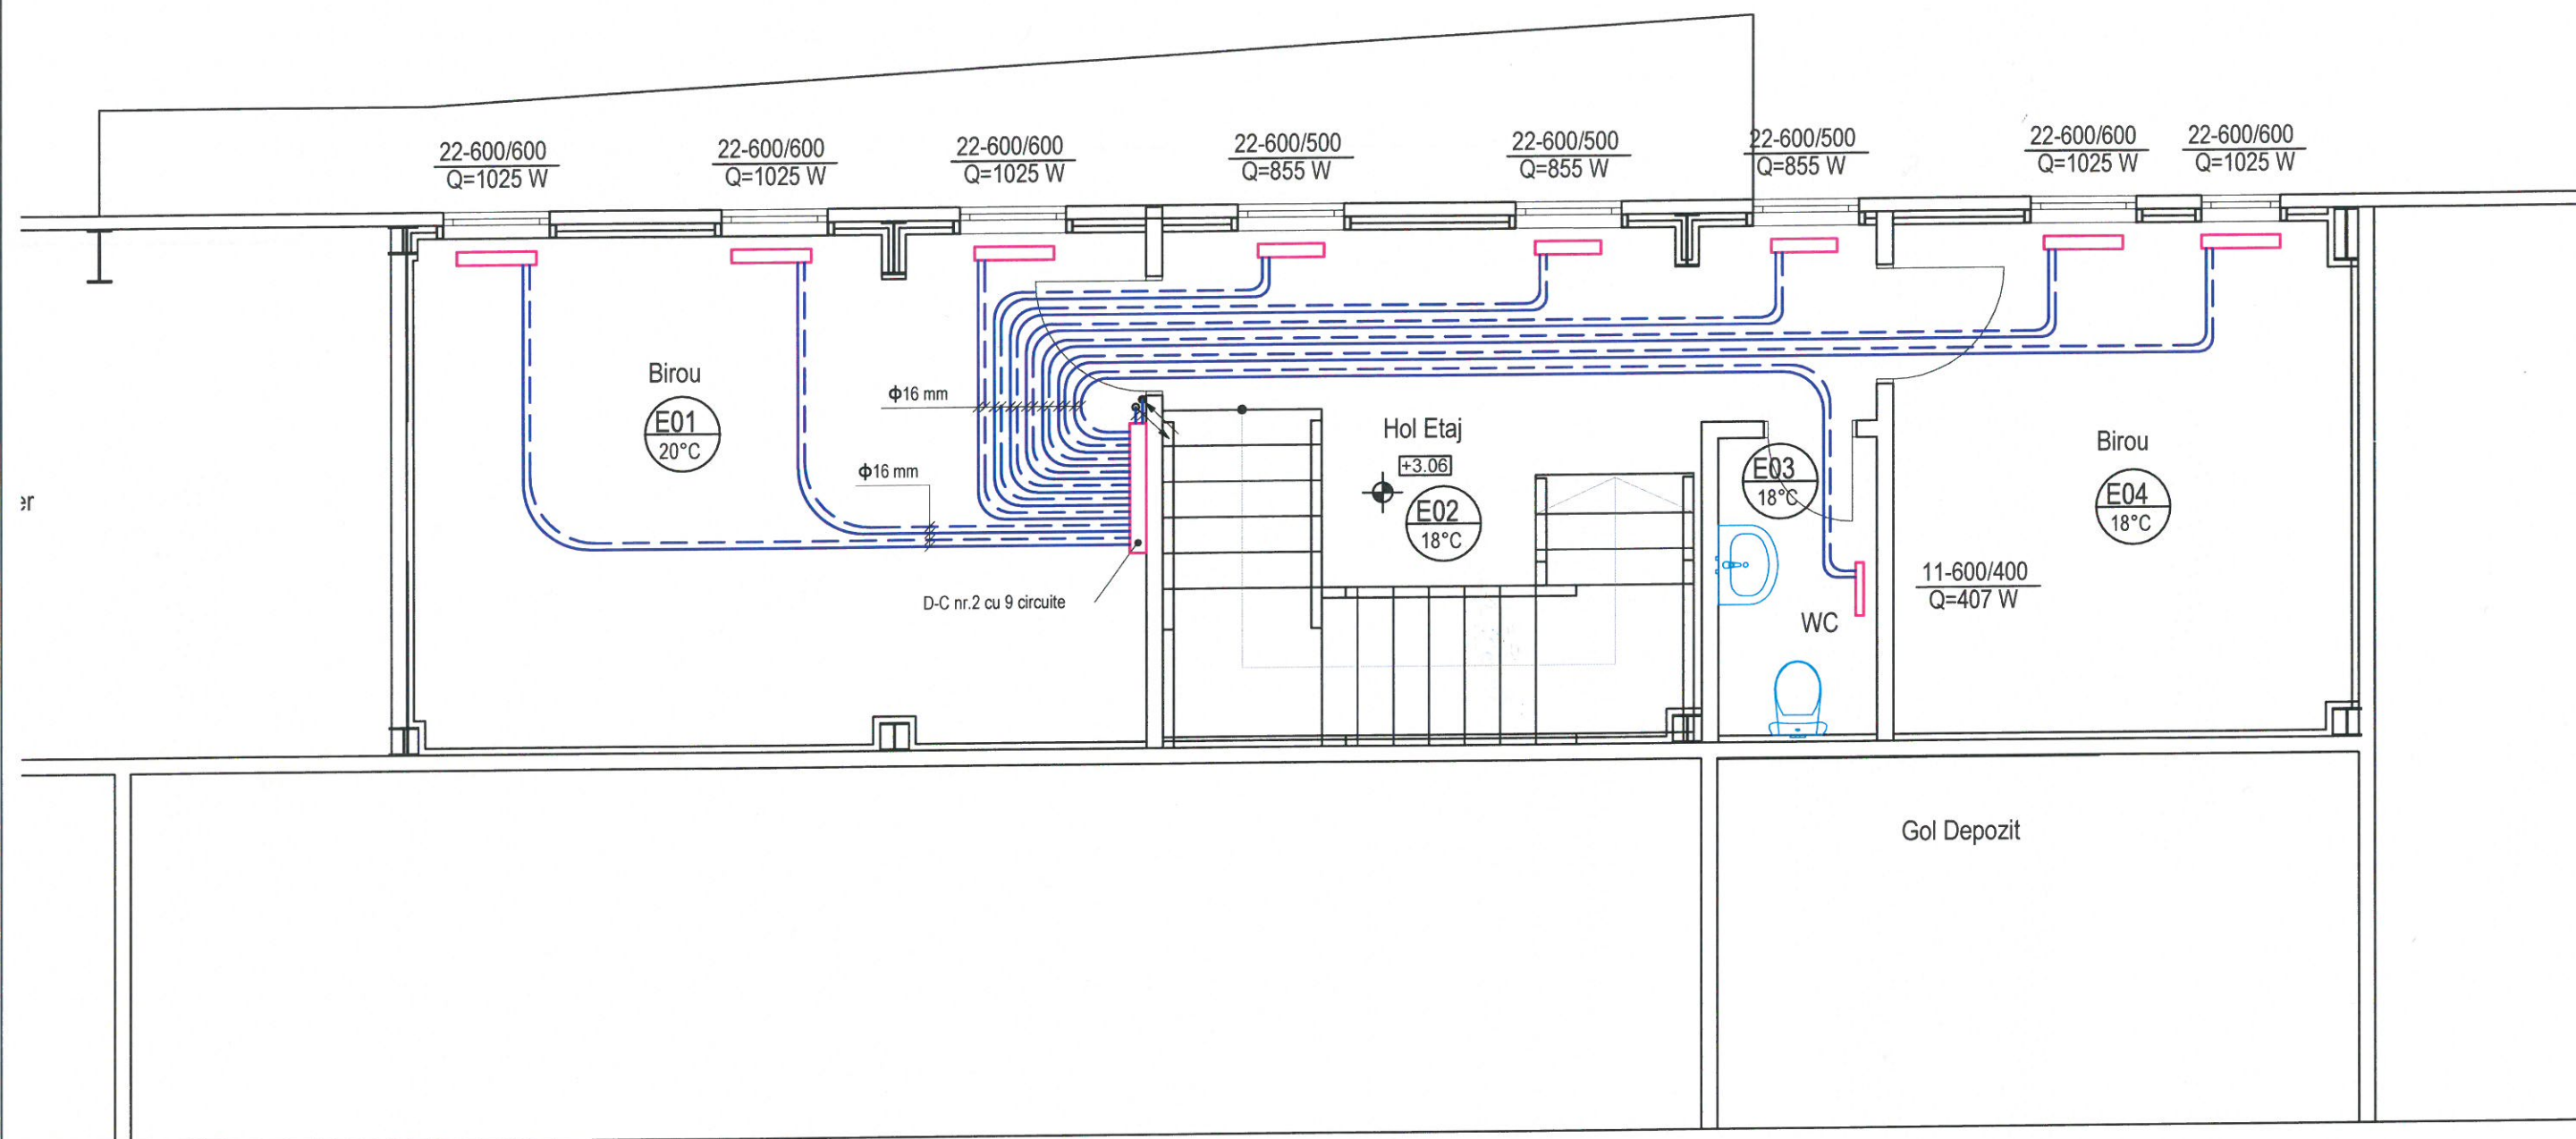 22-600/600
Q=1025 W
22-600/600
Q=1025 W
22-600/600
Q=1025 W
22-600/500
Q=855 W
22-600/500
Q=855 W
22-600/500
Q=855 W
22-600/600
Q=1025 W
22-600/600
Q=1025 W
Birou
E01
20°C
Φ16 mm
Φ16 mm
D-C nr.2 cu 9 circuite
Hol Etaj
+3.06
E02
18°C
E03
18°C
WC
11-600/400
Q=407 W
Birou
E04
18°C
er
Gol Depozit